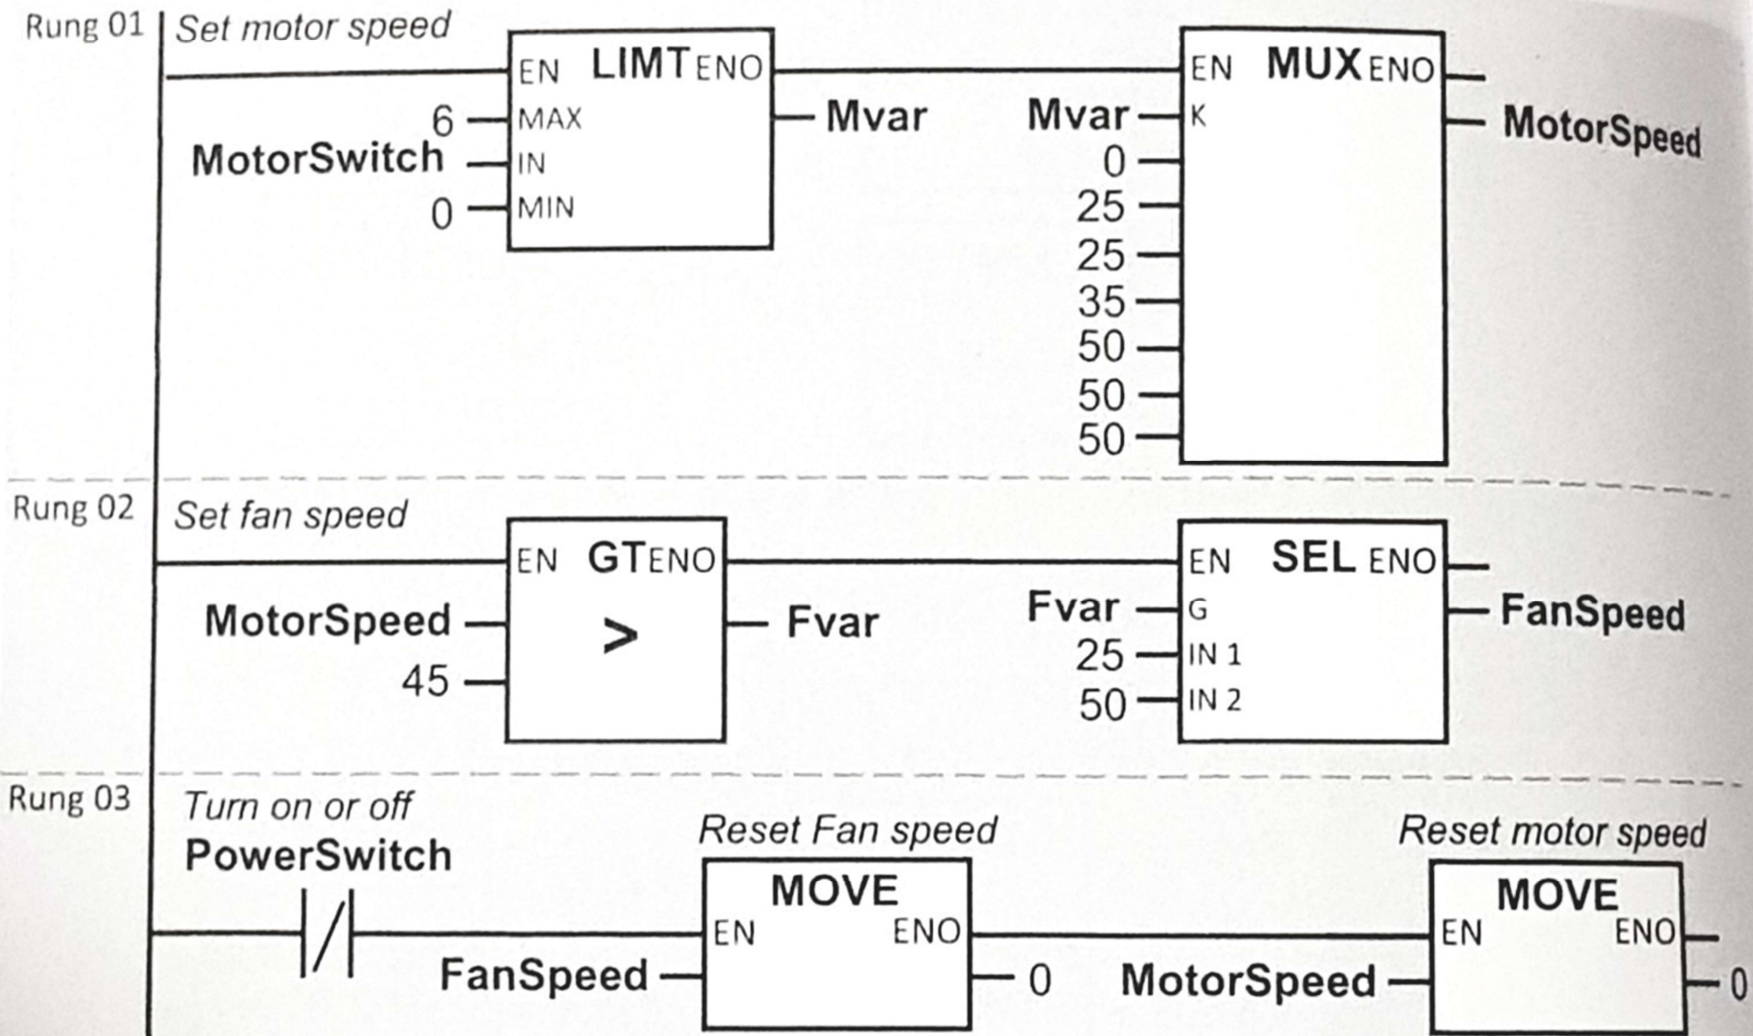 Rung 01
Set motor speed
EN LIMT ENO
6 MAX
MotorSwitch IN
0 MIN
Mvar
EN MUX ENO
Mvar K
0
25
25
35
50
50
50
MotorSpeed
Rung 02
Set fan speed
EN GT ENO
MotorSpeed
>
45
Fvar
EN SEL ENO
Fvar G
25 IN 1
50 IN 2
FanSpeed
Rung 03
Turn on or off
PowerSwitch
Reset Fan speed
MOVE
EN ENO
FanSpeed
0
Reset motor speed
MOVE
EN ENO
MotorSpeed
0